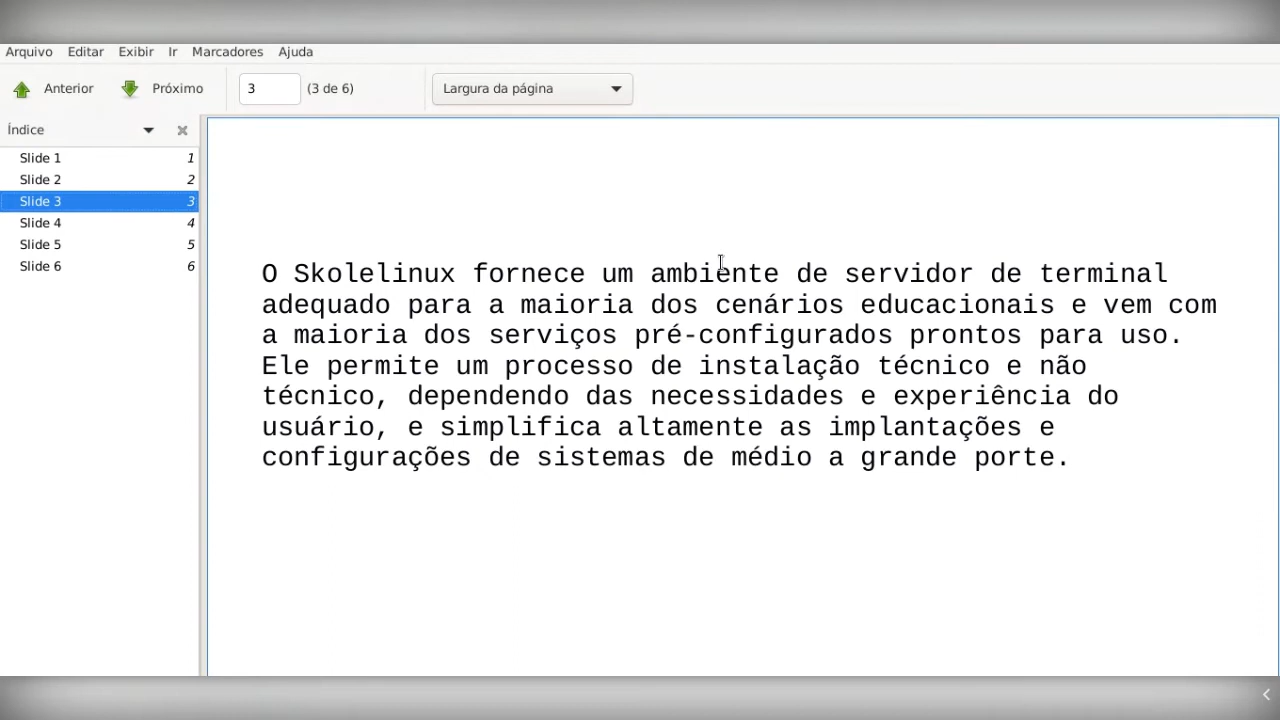 Arquivo Editar Exibir Ir Marcadores Ajuda
Anterior Próximo 3 (3 de 6) Largura da página
Índice
Slide 1 1
Slide 2 2
Slide 3 3
Slide 4 4
Slide 5 5
Slide 6 6
O Skolelinux fornece um ambiente de servidor de terminal
adequado para a maioria dos cenários educacionais e vem com
a maioria dos serviços pré-configurados prontos para uso.
Ele permite um processo de instalação técnico e não
técnico, dependendo das necessidades e experiência do
usuário, e simplifica altamente as implantações e
configurações de sistemas de médio a grande porte.